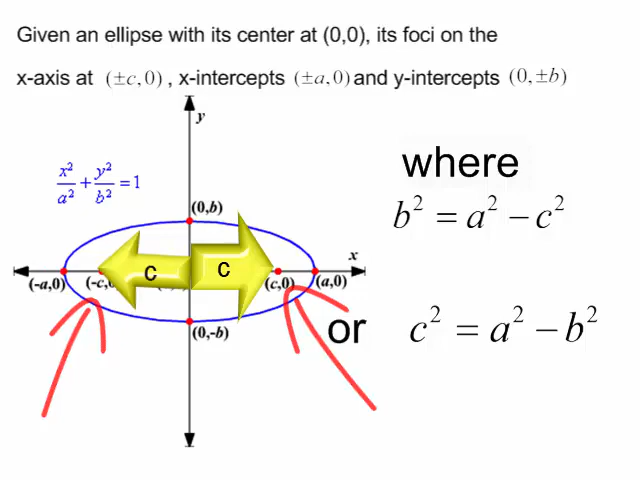 Given an ellipse with its center at (0,0), its foci on the
x-axis at (±c,0), x-intercepts (±a,0) and y-intercepts (0,±b)
y
where
x²/a² + y²/b² = 1
b² = a² − c²
(0,b)
x
c c
(-a,0) (-c,0 (c,0) (a,0)
or c² = a² − b²
(0,-b)